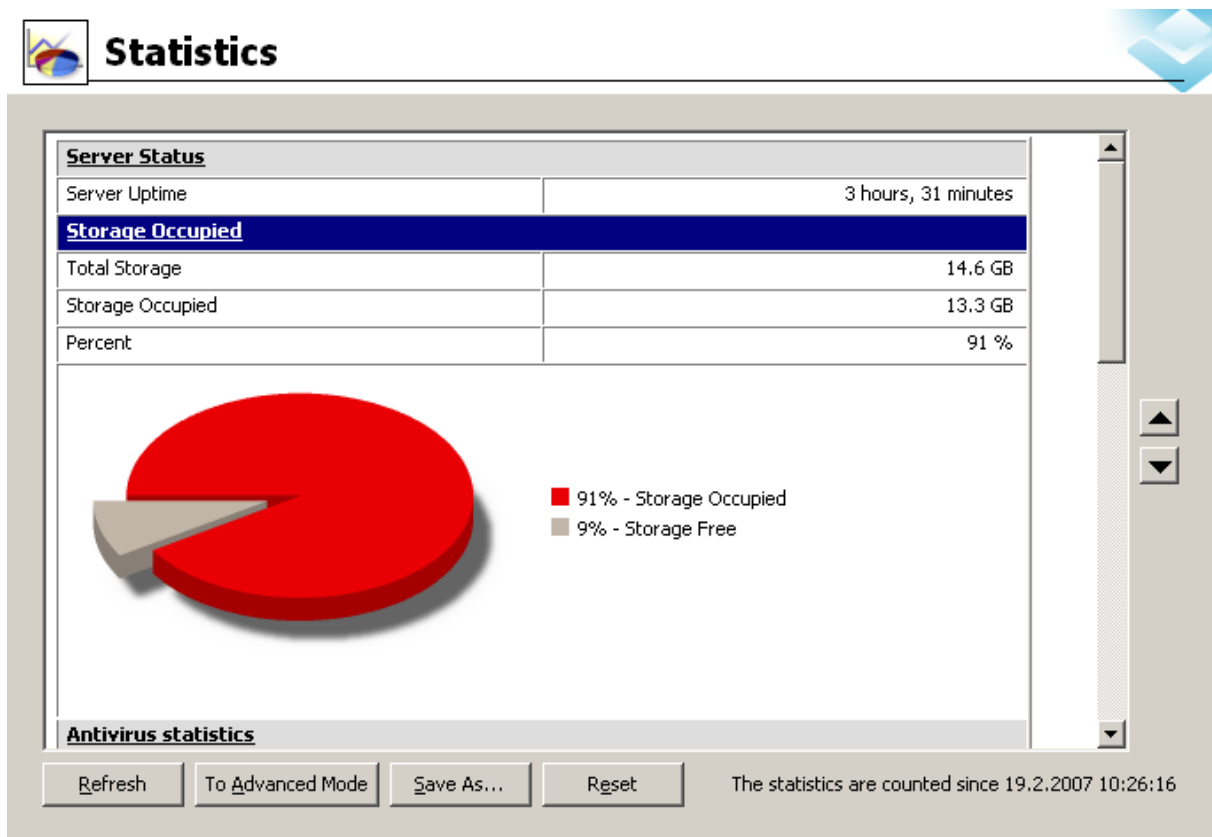 Statistics
Server Status
Server Uptime 3 hours, 31 minutes
Storage Occupied
Total Storage 14.6 GB
Storage Occupied 13.3 GB
Percent 91 %
91% - Storage Occupied
9% - Storage Free
Antivirus statistics
Refresh To Advanced Mode Save As... Reset The statistics are counted since 19.2.2007 10:26:16